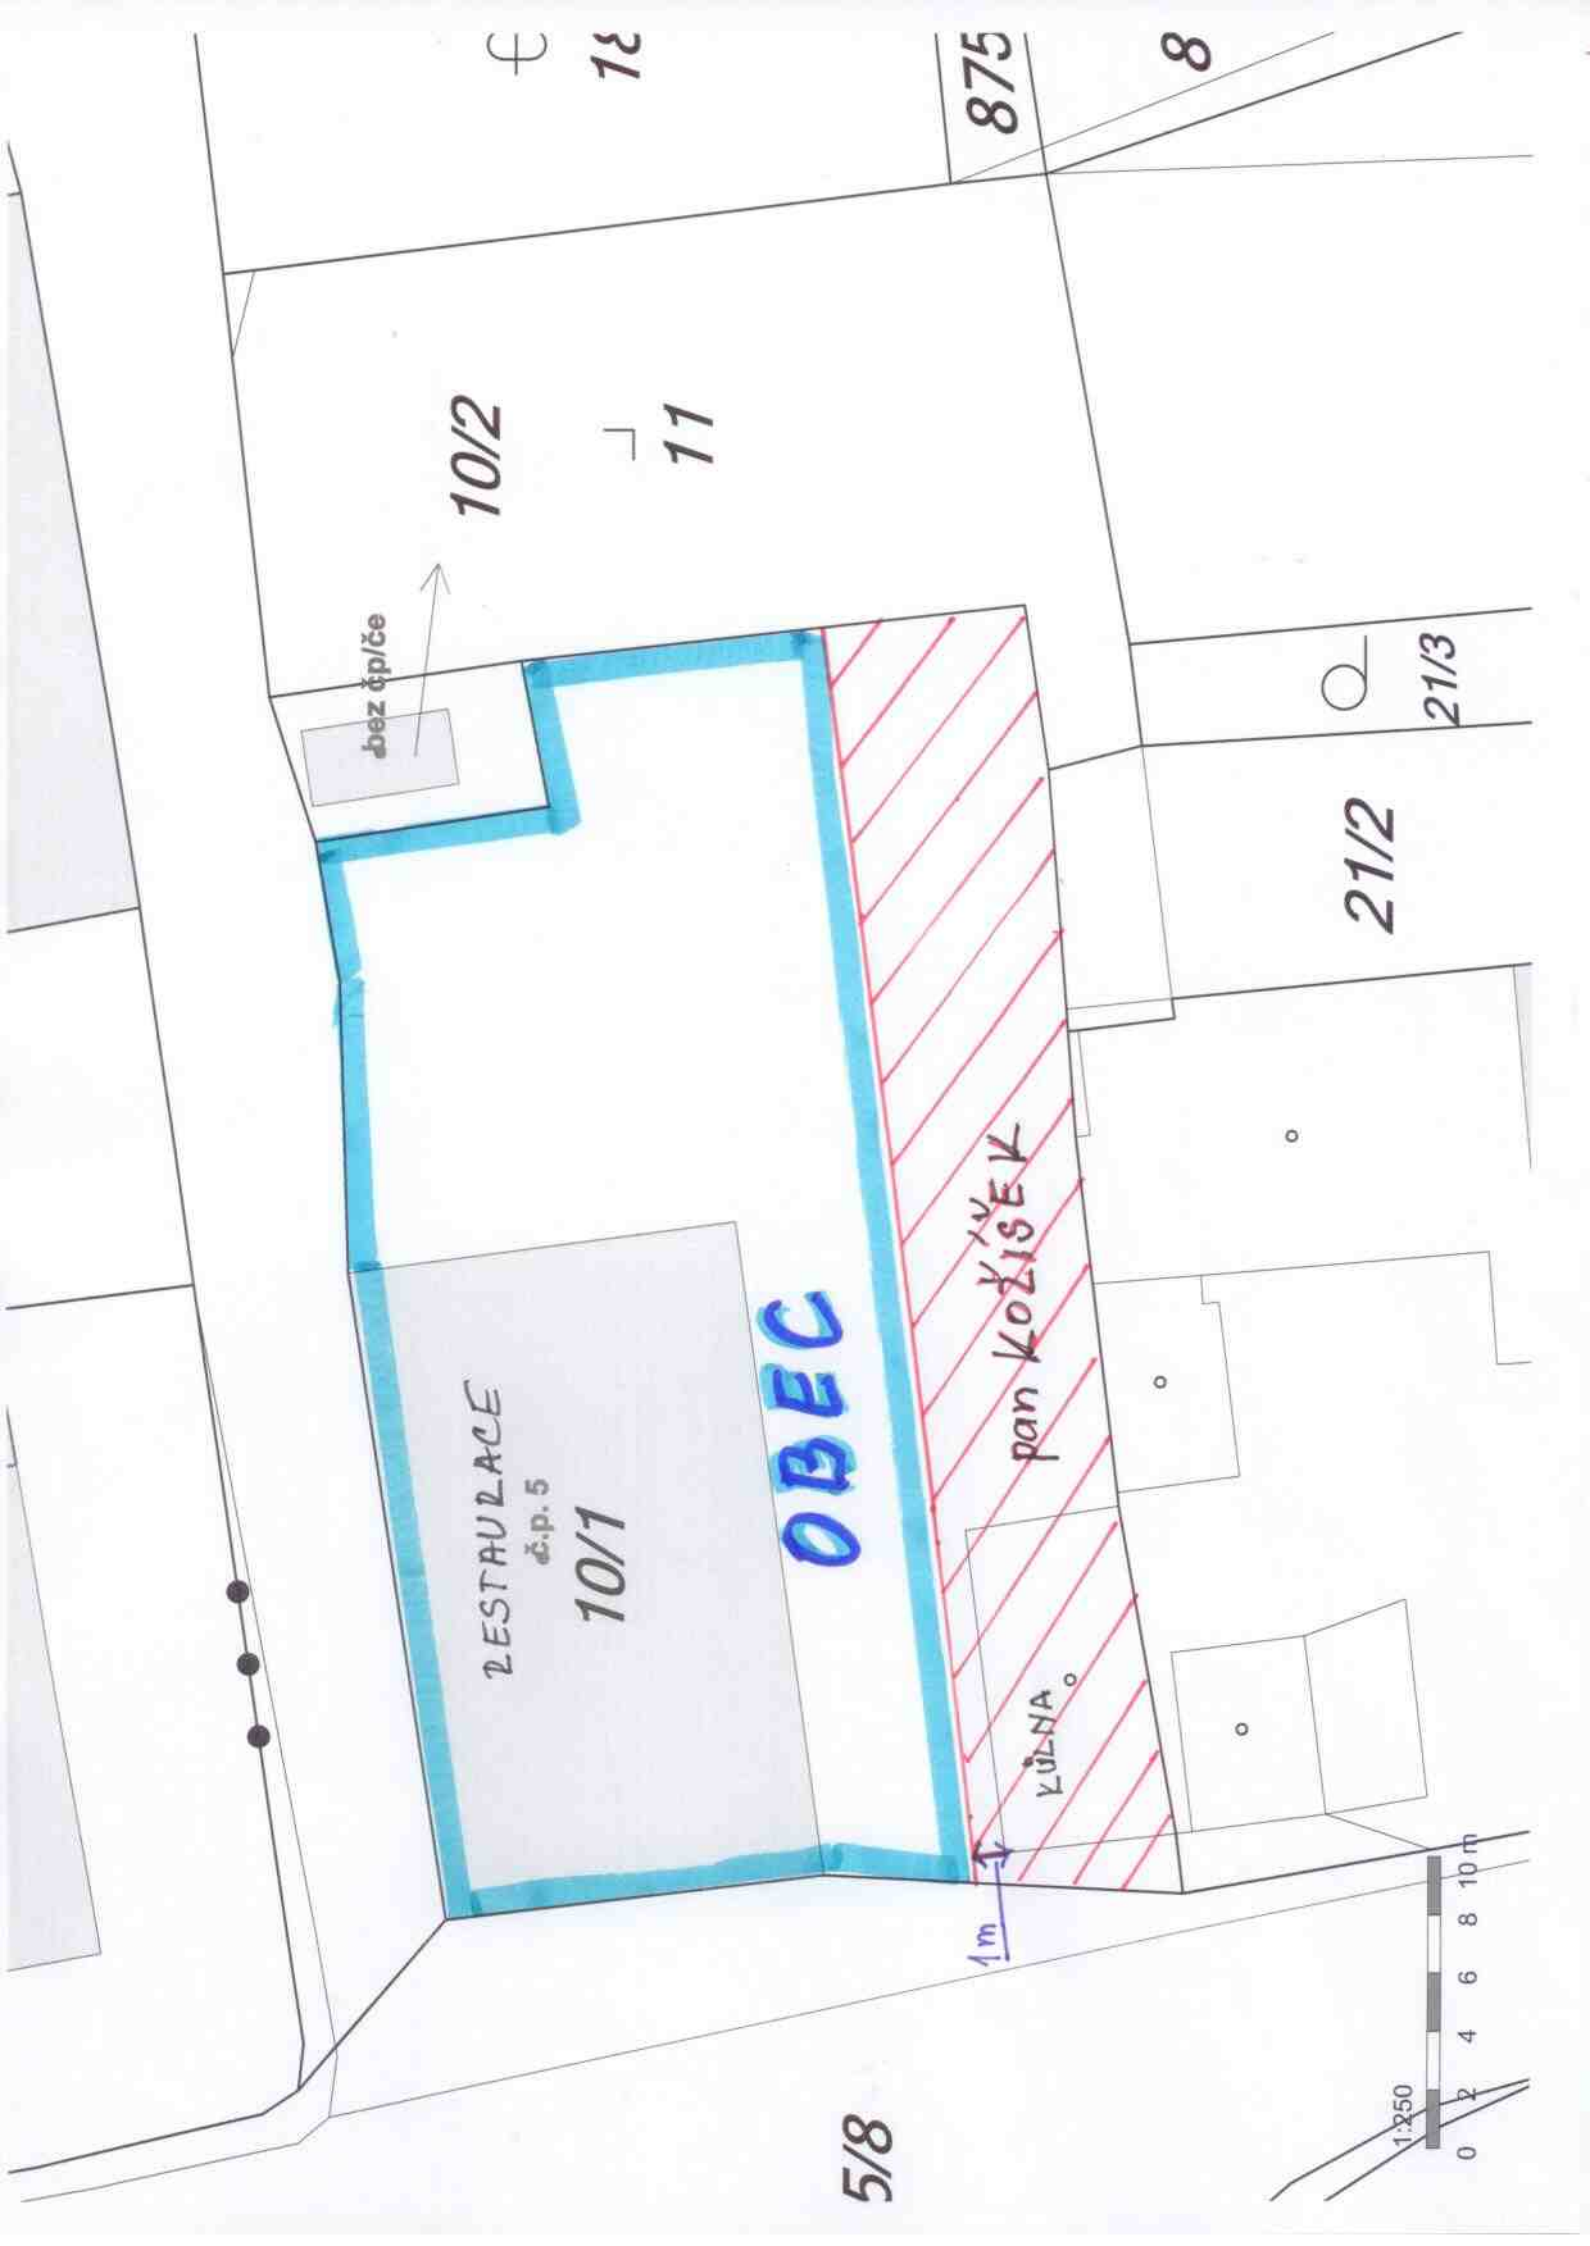 RESTAURACE
č.p. 5
10/1
OBEC
pan KOŽÍŠEK
KŮLNA
1m
bez čp/če
10/2
11
875
8
21/3
21/2
5/8
1:250
0 2 4 6 8 10 m